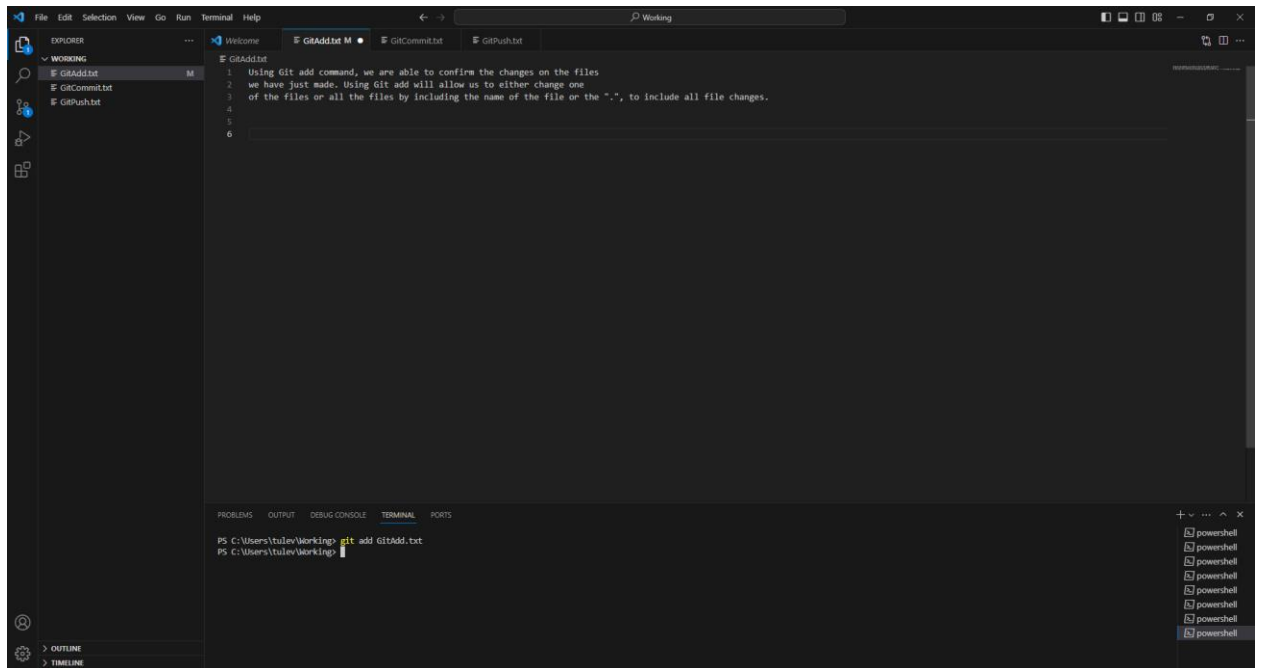 File Edit Selection View Go Run Terminal Help
Working
EXPLORER
WORKING
GitAdd.txt M
GitCommit.txt
GitPush.txt
OUTLINE
TIMELINE
Welcome
GitAdd.txt M
GitCommit.txt
GitPush.txt
GitAdd.txt
1 Using Git add command, we are able to confirm the changes on the files
2 we have just made. Using Git add will allow us to either change one
3 of the files or all the files by including the name of the file or the ".", to include all file changes.
4
5
6
PROBLEMS OUTPUT DEBUG CONSOLE TERMINAL PORTS
PS C:\Users\tulev\Working> git add GitAdd.txt
PS C:\Users\tulev\Working>
powershell
powershell
powershell
powershell
powershell
powershell
powershell
powershell